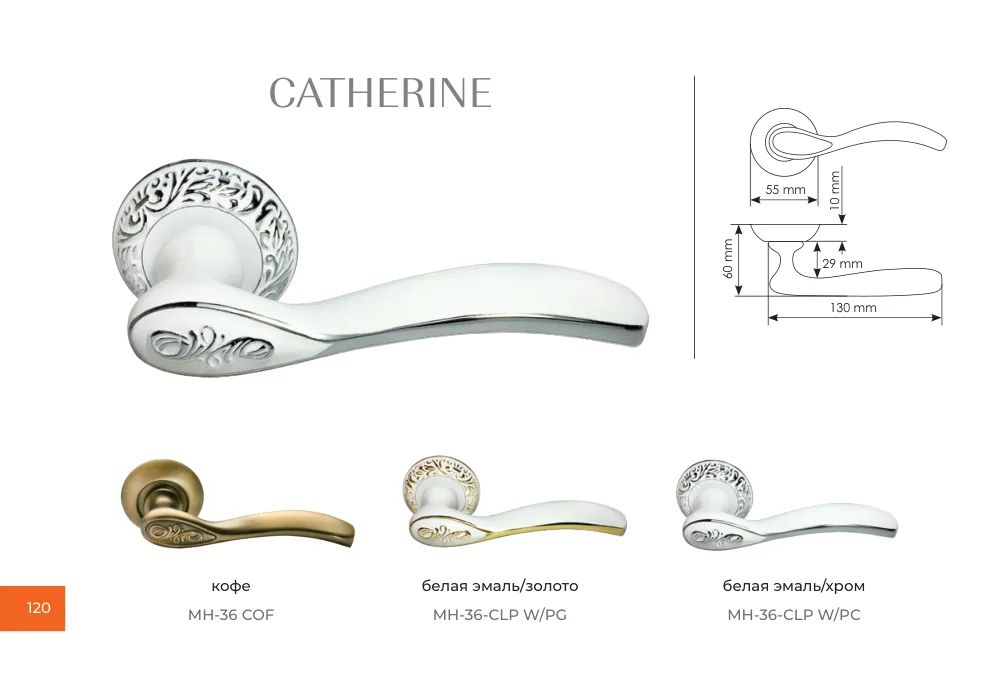 CATHERINE
55 mm
10 mm
60 mm
29 mm
130 mm
кофе
MH-36 COF
белая эмаль/золото
MH-36-CLP W/PG
белая эмаль/хром
MH-36-CLP W/PC
120